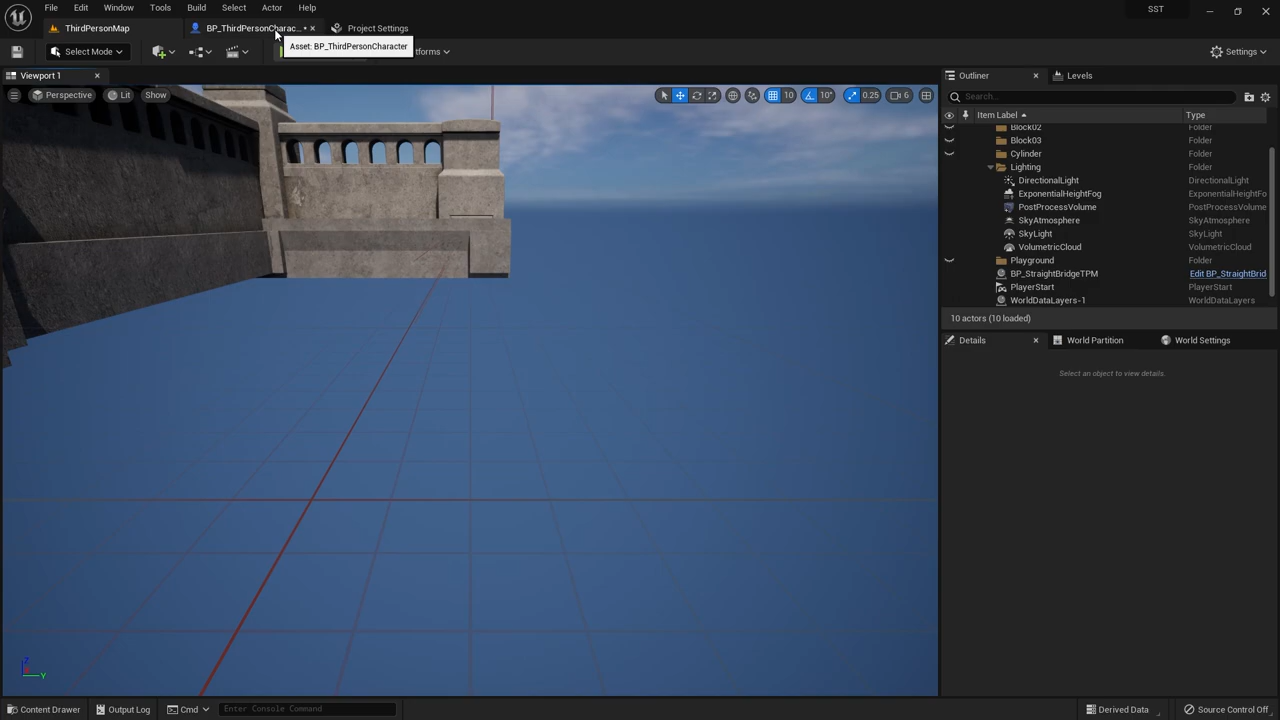 File Edit Window Tools Build Select Actor Help
SST
ThirdPersonMap
BP_ThirdPersonCharac... •
Project Settings
Select Mode
Asset: BP_ThirdPersonCharacter
tforms
Settings
Viewport 1
Outliner
Levels
Perspective
Lit
Show
10
10°
0.25
6
Search...
Item Label
Type
Block02 Folder
Block03 Folder
Cylinder Folder
Lighting Folder
DirectionalLight DirectionalLight
ExponentialHeightFog ExponentialHeightFo
PostProcessVolume PostProcessVolume
SkyAtmosphere SkyAtmosphere
SkyLight SkyLight
VolumetricCloud VolumetricCloud
Playground Folder
BP_StraightBridgeTPM Edit BP_StraightBrid
PlayerStart PlayerStart
WorldDataLayers-1 WorldDataLayers
10 actors (10 loaded)
Details
World Partition
World Settings
Select an object to view details.
Z
Y
Content Drawer
Output Log
Cmd
Enter Console Command
Derived Data
Source Control Off